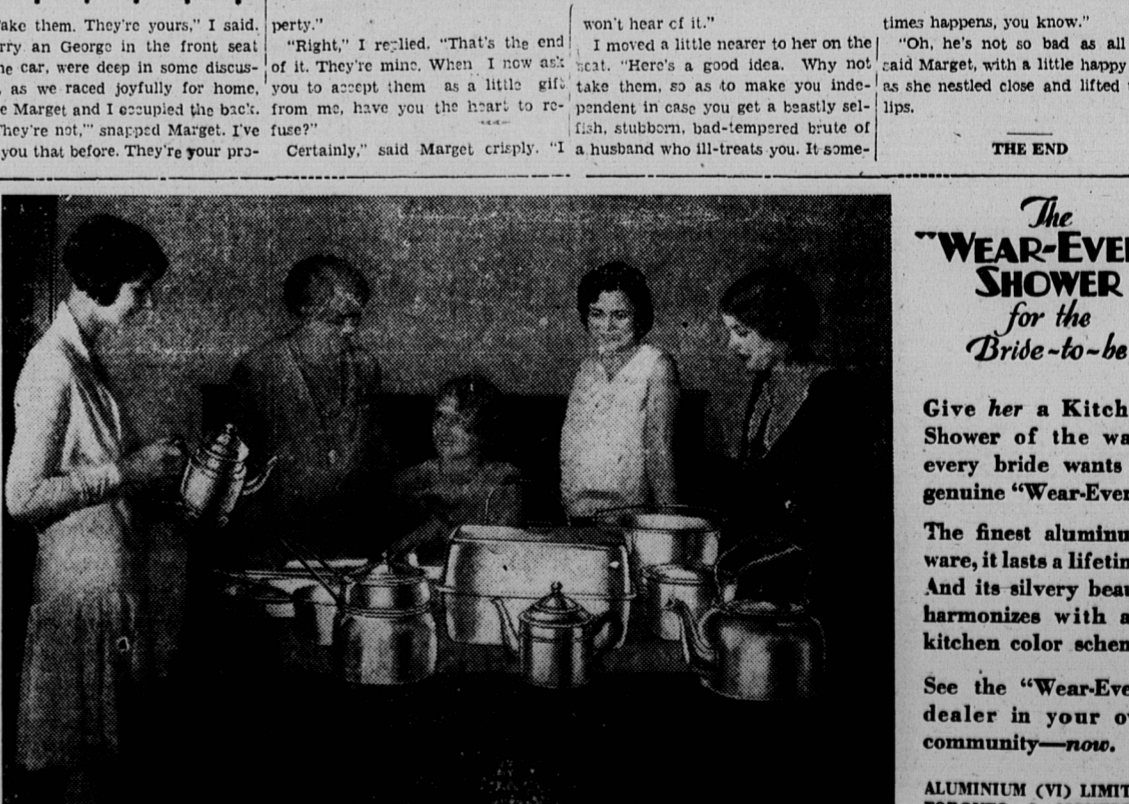 ake them. They're yours," I said.
rry an George in the front seat
ne car, were deep in some discus-
, as we raced joyfully for home,
e Marget and I occupied the back.
They're not,'" snapped Marget. I've
you that before. They're your pro-
perty."
"Right," I replied. "That's the end
of it. They're mine. When I now ask
you to accept them as a little gift
from me, have you the heart to re-
fuse?"
Certainly," said Marget crisply. "I
won't hear of it."
I moved a little nearer to her on the
seat. "Here's a good idea. Why not
take them, so as to make you inde-
pendent in case you get a beastly sel-
fish, stubborn, bad-tempered brute of
a husband who ill-treats you. It some-
times happens, you know."
"Oh, he's not so bad as all
said Marget, with a little happy
as she nestled close and lifted
lips.
THE END
The
"WEAR-EVER
SHOWER
for the
Bride-to-be
Give her a Kitch
Shower of the wa
every bride wants
genuine "Wear-Ever
The finest aluminu
ware, it lasts a lifetim
And its silvery beau
harmonizes with a
kitchen color schem
See the "Wear-Eve
dealer in your ow
community—now.
ALUMINIUM (VI) LIMIT